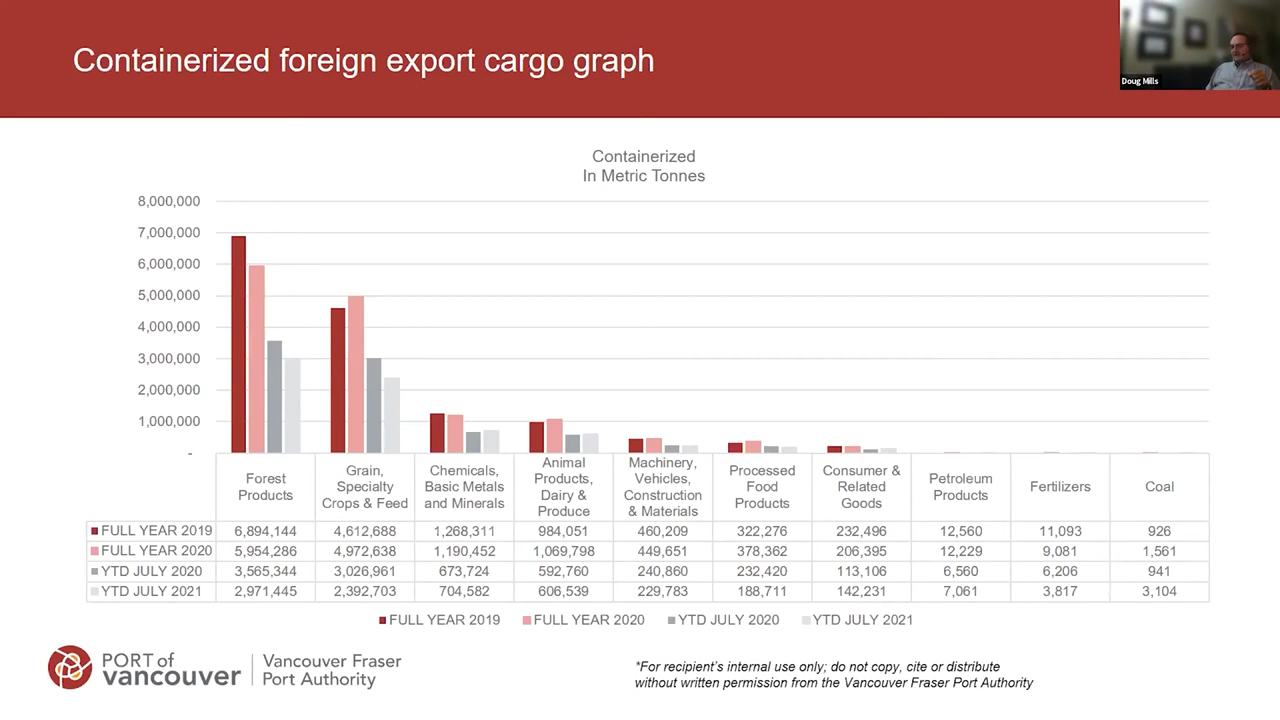 Containerized foreign export cargo graph
Doug Mills
Containerized
In Metric Tonnes
8,000,000
7,000,000
6,000,000
5,000,000
4,000,000
3,000,000
2,000,000
1,000,000
-
Forest
Products
Grain,
Specialty
Crops & Feed
Chemicals,
Basic Metals
and Minerals
Animal
Products,
Dairy &
Produce
Machinery,
Vehicles,
Construction
& Materials
Processed
Food
Products
Consumer &
Related
Goods
Petroleum
Products
Fertilizers
Coal
FULL YEAR 2019 6,894,144 4,612,688 1,268,311 984,051 460,209 322,276 232,496 12,560 11,093 926
FULL YEAR 2020 5,954,286 4,972,638 1,190,452 1,069,798 449,651 378,362 206,395 12,229 9,081 1,561
YTD JULY 2020 3,565,344 3,026,961 673,724 592,760 240,860 232,420 113,106 6,560 6,206 941
YTD JULY 2021 2,971,445 2,392,703 704,582 606,539 229,783 188,711 142,231 7,061 3,817 3,104
FULL YEAR 2019 FULL YEAR 2020 YTD JULY 2020 YTD JULY 2021
PORT of
vancouver
Vancouver Fraser
Port Authority
*For recipient's internal use only; do not copy, cite or distribute
without written permission from the Vancouver Fraser Port Authority